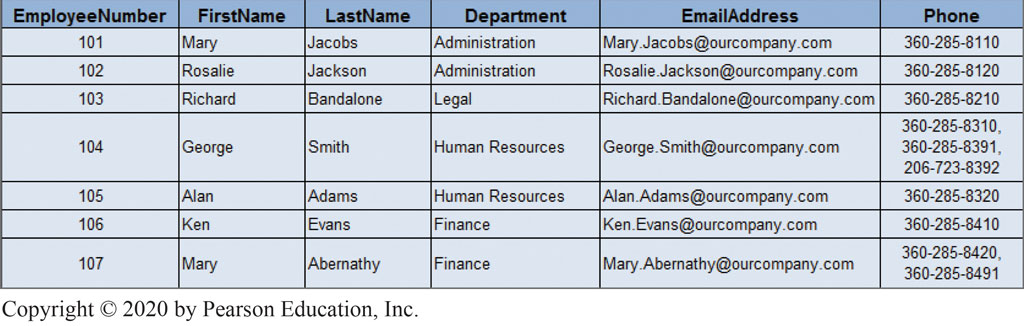 EmployeeNumber FirstName LastName Department EmailAddress Phone
101 Mary Jacobs Administration Mary.Jacobs@ourcompany.com 360-285-8110
102 Rosalie Jackson Administration Rosalie.Jackson@ourcompany.com 360-285-8120
103 Richard Bandalone Legal Richard.Bandalone@ourcompany.com 360-285-8210
104 George Smith Human Resources George.Smith@ourcompany.com 360-285-8310,
360-285-8391,
206-723-8392
105 Alan Adams Human Resources Alan.Adams@ourcompany.com 360-285-8320
106 Ken Evans Finance Ken.Evans@ourcompany.com 360-285-8410
107 Mary Abernathy Finance Mary.Abernathy@ourcompany.com 360-285-8420,
360-285-8491
Copyright © 2020 by Pearson Education, Inc.